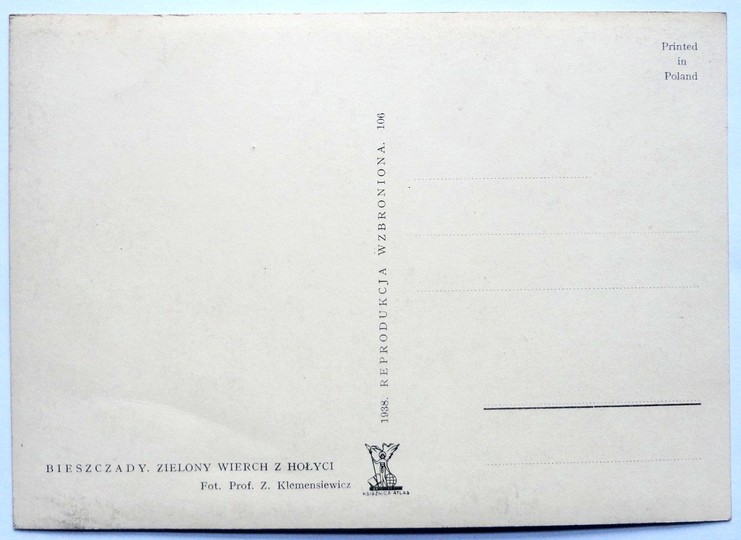 Printed
in
Poland
1938. REPRODUKCJA WZBRONIONA. 106
BIESZCZADY. ZIELONY WIERCH Z HOŁYCI
Fot. Prof. Z. Klemensiewicz
KSIĄŻNICA-ATLAS